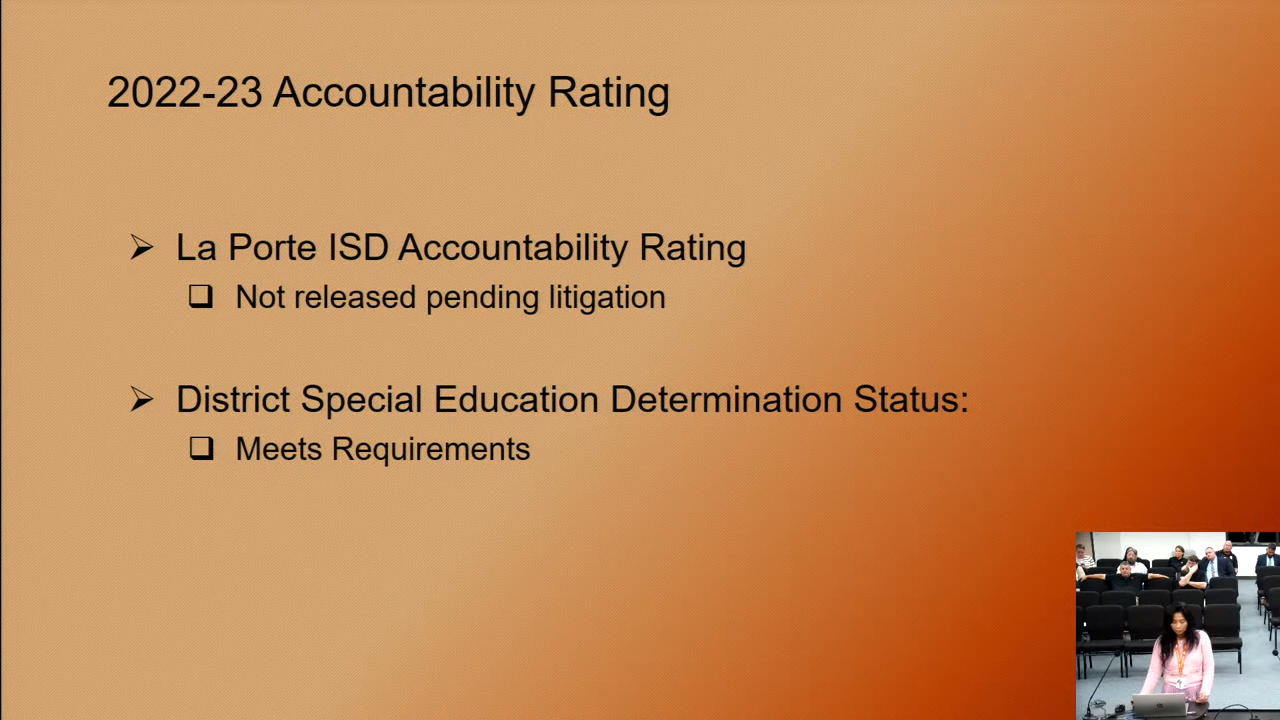 2022-23 Accountability Rating
La Porte ISD Accountability Rating
Not released pending litigation
District Special Education Determination Status:
Meets Requirements